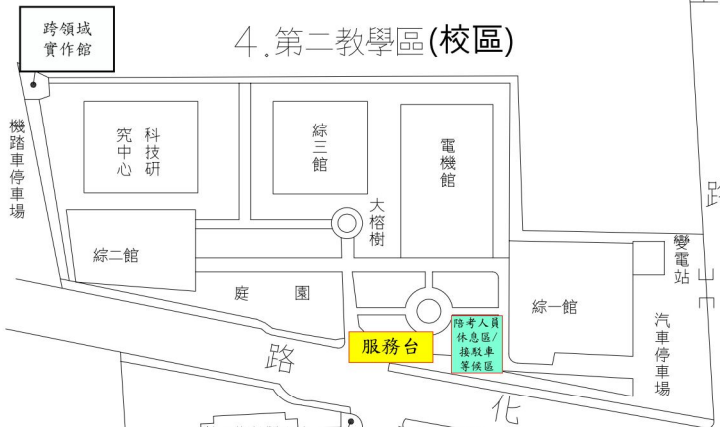 跨領域
實作館
4.第二教學區(校區)
機踏車停車場
科技研
究中心
綜三館
電機館
大榕樹
路
綜二館
變電站
庭園
綜一館
陪考人員
休息區/
接駁車
等候區
服務台
汽車停車場
路
化